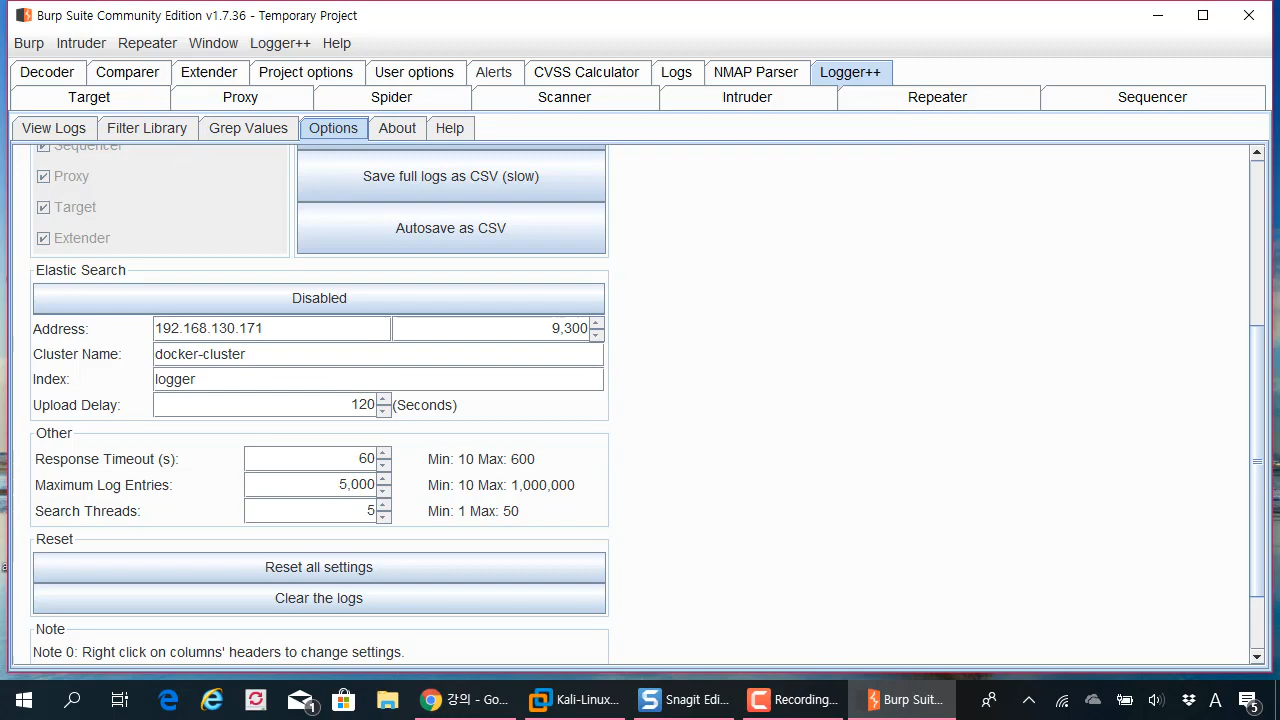 Burp Suite Community Edition v1.7.36 - Temporary Project
Burp Intruder Repeater Window Logger++ Help
Decoder Comparer Extender Project options User options Alerts CVSS Calculator Logs NMAP Parser Logger++
Target Proxy Spider Scanner Intruder Repeater Sequencer
View Logs Filter Library Grep Values Options About Help
Sequencer
Proxy
Target
Extender
Save full logs as CSV (slow)
Autosave as CSV
Elastic Search
Disabled
Address: 192.168.130.171 9,300
Cluster Name: docker-cluster
Index: logger
Upload Delay: 120 (Seconds)
Other
Response Timeout (s): 60 Min: 10 Max: 600
Maximum Log Entries: 5,000 Min: 10 Max: 1,000,000
Search Threads: 5 Min: 1 Max: 50
Reset
Reset all settings
Clear the logs
Note
Note 0: Right click on columns' headers to change settings.
1 강의 - Go... Kali-Linux... Snagit Edi... Recording... Burp Suit... A 5